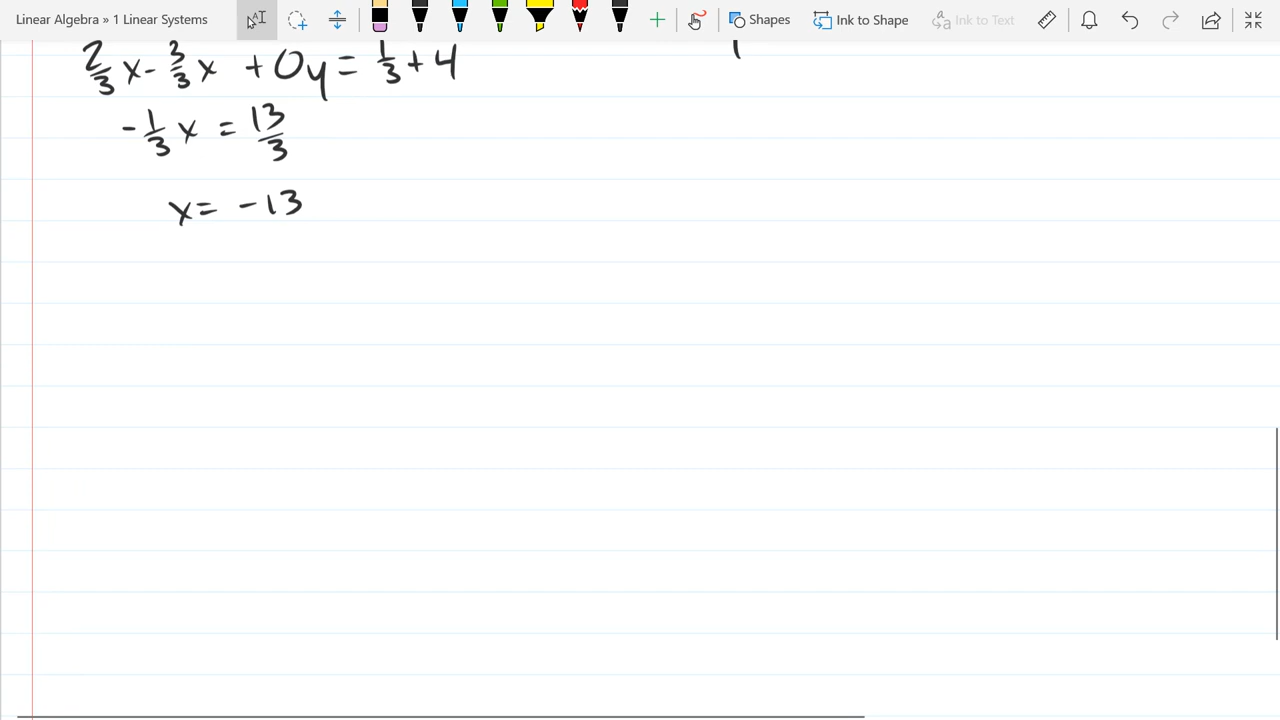 Linear Algebra » 1 Linear Systems
Shapes
Ink to Shape
Ink to Text
2/3 x - 3/3 x + 0y = 1/3 + 4
- 1/3 x = 13/3
x = -13